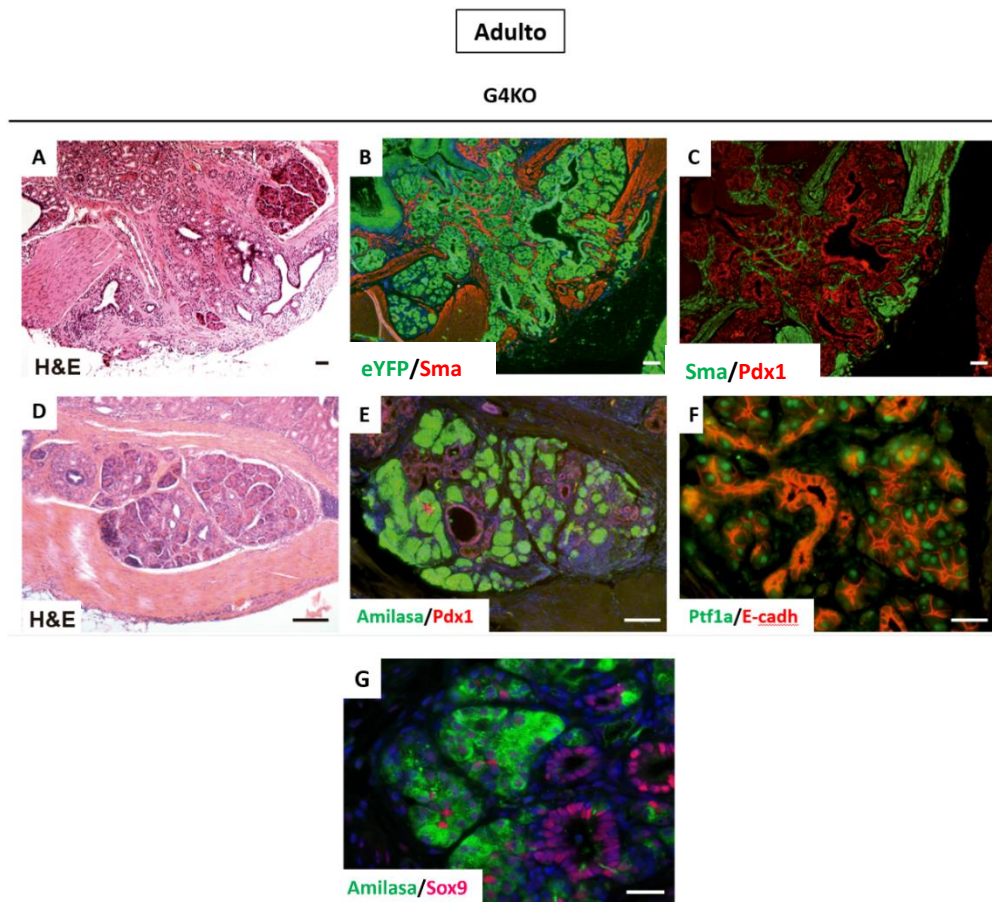 Adulto
G4KO
A
B
C
H&E
eYFP/Sma
Sma/Pdx1
D
E
F
H&E
Amilasa/Pdx1
Ptf1a/E-cadh
G
Amilasa/Sox9